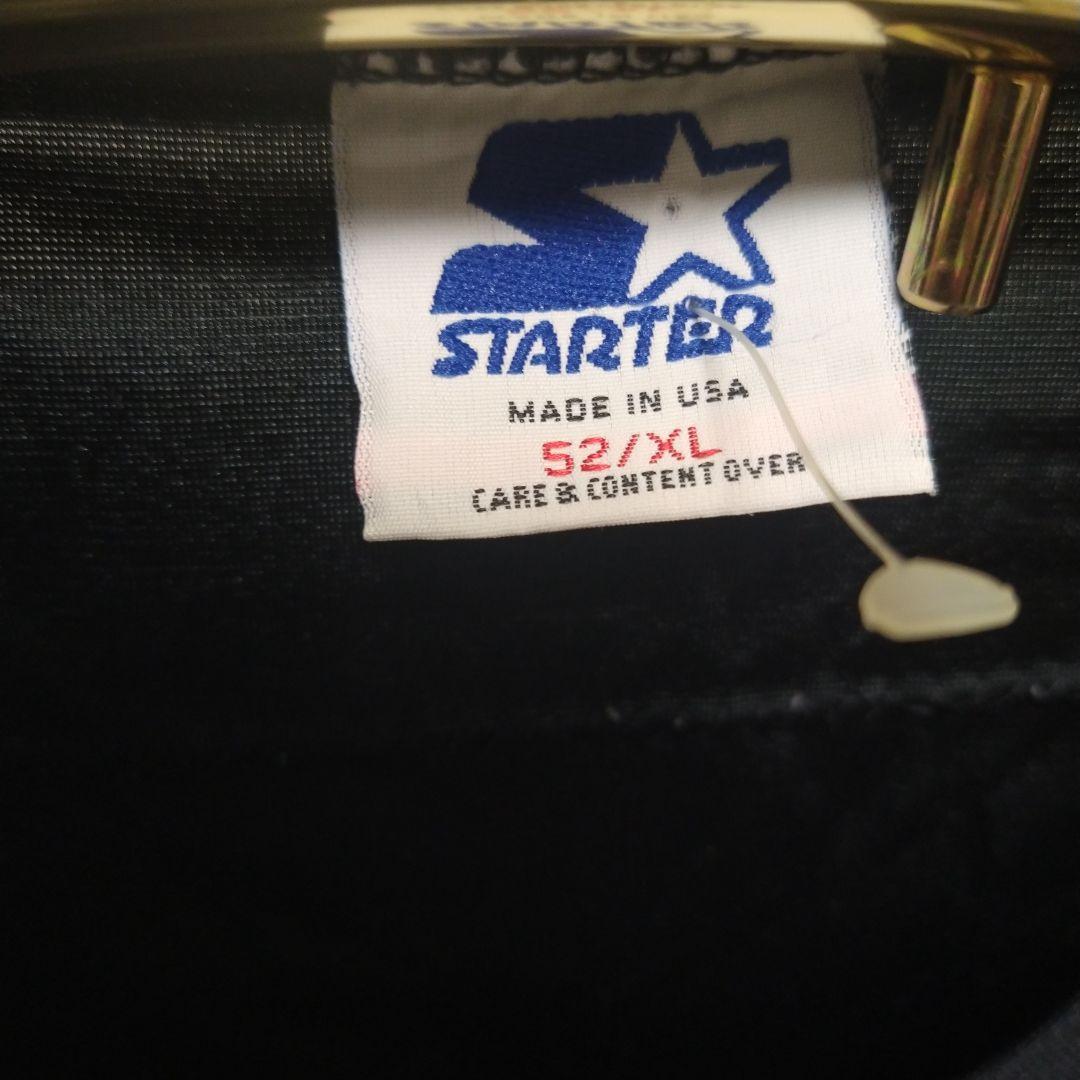 STARTER
MADE IN USA
52/XL
CARE & CONTENT OVER